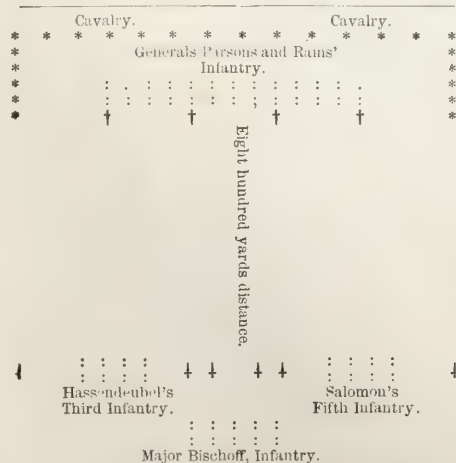 Cavalry. Cavalry.
Generals Parsons and Rains'
Infantry.
Eight hundred yards distance.
Hassendeubel's
Third Infantry.
Salomon's
Fifth Infantry.
Major Bischoff, Infantry.